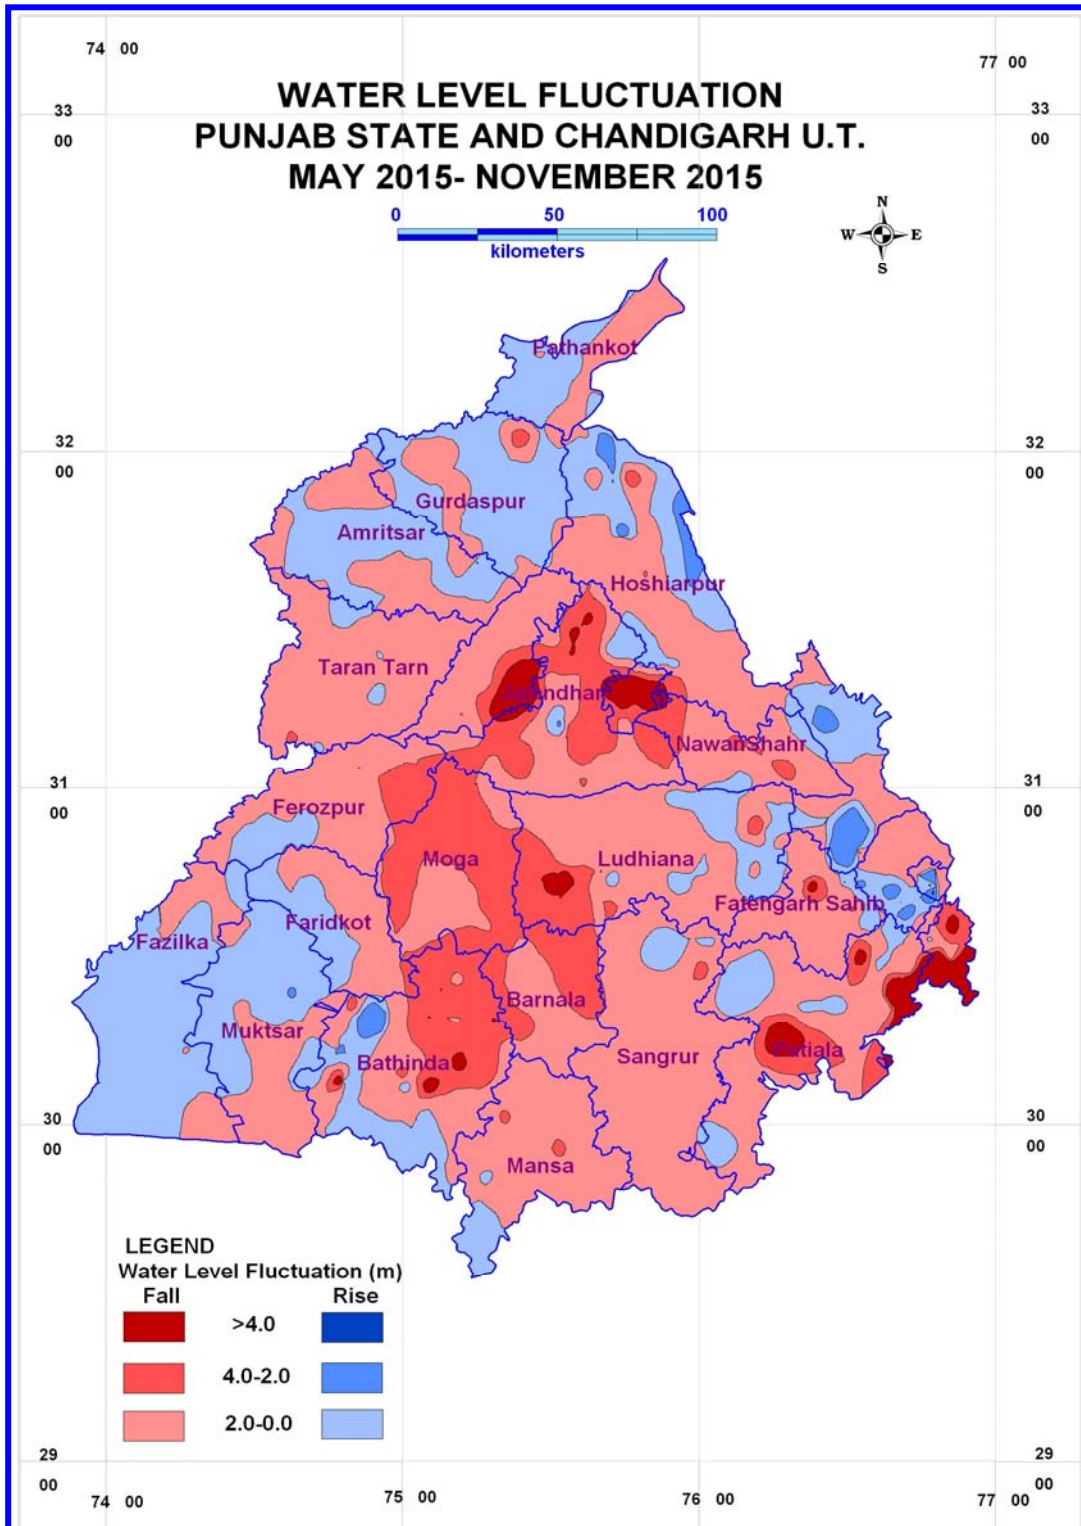 74 00
77 00
WATER LEVEL FLUCTUATION
PUNJAB STATE AND CHANDIGARH U.T.
MAY 2015- NOVEMBER 2015
33
00
33
00
0 50 100
kilometers
N
W E
S
Pathankot
32
00
32
00
Gurdaspur
Amritsar
Hoshiarpur
Taran Tarn
Jalandhar
NawanShahr
31
00
31
00
Ferozpur
Moga
Ludhiana
Fatengarh Sahib
Faridkot
Fazilka
Barnala
Muktsar
Bathinda
Sangrur
Patiala
30
00
30
00
Mansa
LEGEND
Water Level Fluctuation (m)
Fall Rise
>4.0
4.0-2.0
2.0-0.0
29
00
29
00
74 00
75 00
76 00
77 00